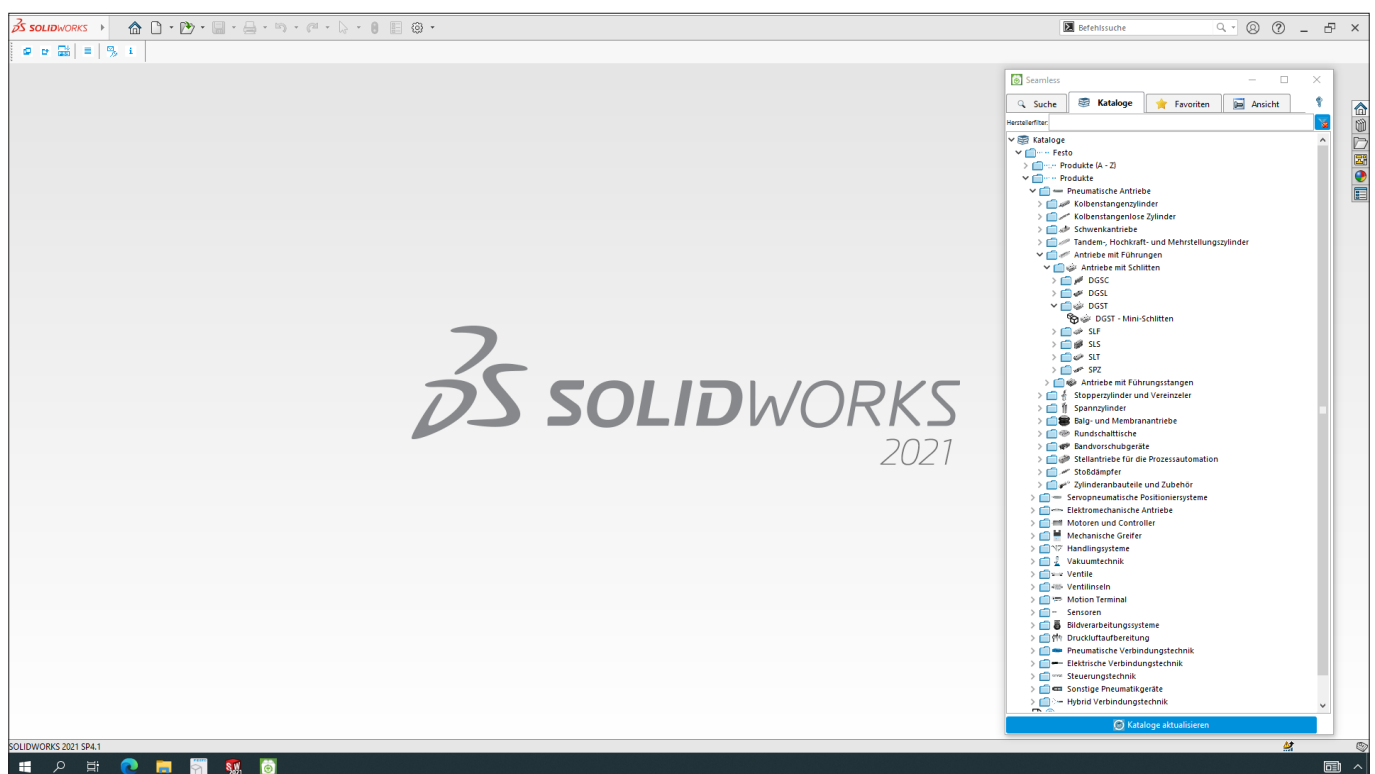 SOLIDWORKS
Befehlssuche
Seamless
Suche
Kataloge
Favoriten
Ansicht
Herstellerfilter:
Kataloge
Festo
Produkte (A - Z)
Produkte
Pneumatische Antriebe
Kolbenstangenzylinder
Kolbenstangenlose Zylinder
Schwenkantriebe
Tandem-, Hochkraft- und Mehrstellungszylinder
Antriebe mit Führungen
Antriebe mit Schlitten
DGSC
DGSL
DGST
DGST - Mini-Schlitten
SLF
SLS
SLT
SPZ
Antriebe mit Führungsstangen
Stopperzylinder und Vereinzeler
Spannzylinder
Balg- und Membranantriebe
Rundschalttische
Bandvorschubgeräte
Stellantriebe für die Prozessautomation
Stoßdämpfer
Zylinderanbauteile und Zubehör
Servopneumatische Positioniersysteme
Elektromechanische Antriebe
Motoren und Controller
Mechanische Greifer
Handlingsysteme
Vakuumtechnik
Ventile
Ventilinseln
Motion Terminal
Sensoren
Bildverarbeitungssysteme
Druckluftaufbereitung
Pneumatische Verbindungstechnik
Elektrische Verbindungstechnik
Steuerungstechnik
Sonstige Pneumatikgeräte
Hybrid Verbindungstechnik
Kataloge aktualisieren
SOLIDWORKS
2021
SOLIDWORKS 2021 SP4.1